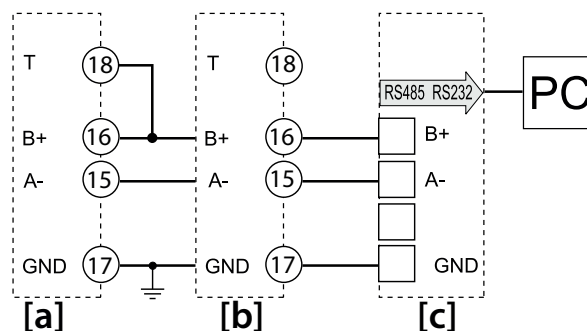 T 18 T 18
RS485 RS232 PC
B+ 16 B+ 16 B+
A- 15 A- 15 A-
GND 17 GND 17 GND
[a] [b] [c]